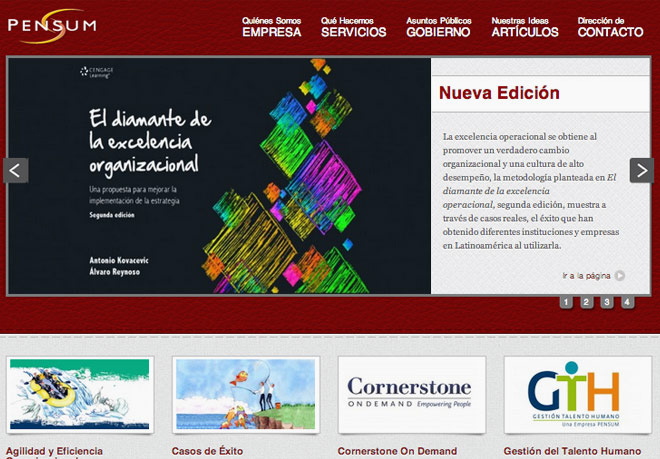 PENSUM
Quiénes Somos
EMPRESA
Qué Hacemos
SERVICIOS
Asuntos Públicos
GOBIERNO
Nuestras Ideas
ARTÍCULOS
Dirección de
CONTACTO
CENGAGE
Learning
El diamante de
la excelencia
organizacional
Una propuesta para mejorar la
implementación de la estrategia
Segunda edición
Antonio Kovacevic
Álvaro Reynoso
Nueva Edición
La excelencia operacional se obtiene al
promover un verdadero cambio
organizacional y una cultura de alto
desempeño, la metodología planteada en El
diamante de la excelencia
operacional, segunda edición, muestra a
través de casos reales, el éxito que han
obtenido diferentes instituciones y empresas
en Latinoamérica al utilizarla.
Ir a la página
1 2 3 4
Cornerstone
ONDEMAND Empowering People
GTH
GESTIÓN TALENTO HUMANO
Una Empresa PENSUM
Agilidad y Eficiencia
Casos de Éxito
Cornerstone On Demand
Gestión del Talento Humano